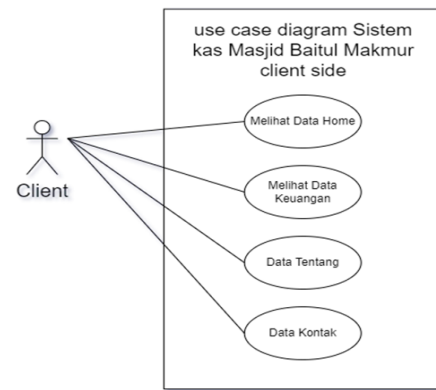 use case diagram Sistem
kas Masjid Baitul Makmur
client side
Melihat Data Home
Client
Melihat Data
Keuangan
Data Tentang
Data Kontak